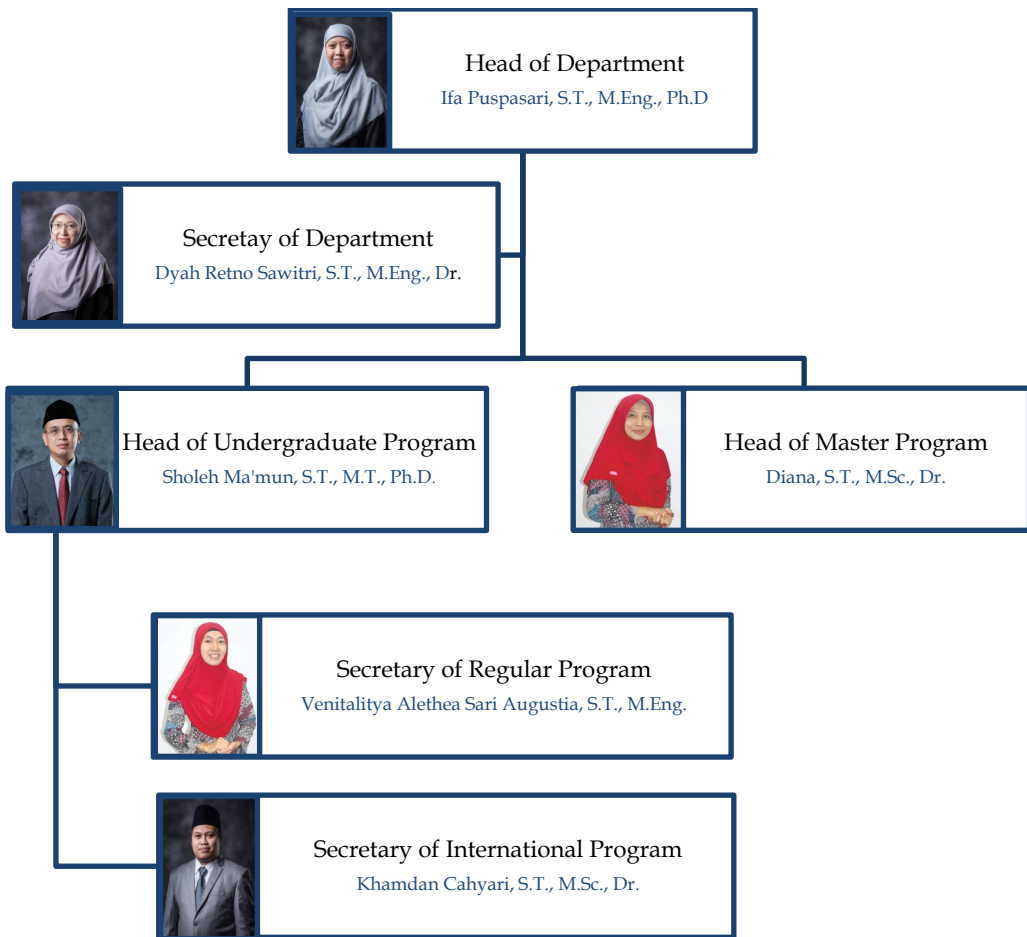 Head of Department
Ifa Puspasari, S.T., M.Eng., Ph.D
Secretay of Department
Dyah Retno Sawitri, S.T., M.Eng., Dr.
Head of Undergraduate Program
Sholeh Ma'mun, S.T., M.T., Ph.D.
Head of Master Program
Diana, S.T., M.Sc., Dr.
Secretary of Regular Program
Venitalitya Alethea Sari Augustia, S.T., M.Eng.
Secretary of International Program
Khamdan Cahyari, S.T., M.Sc., Dr.